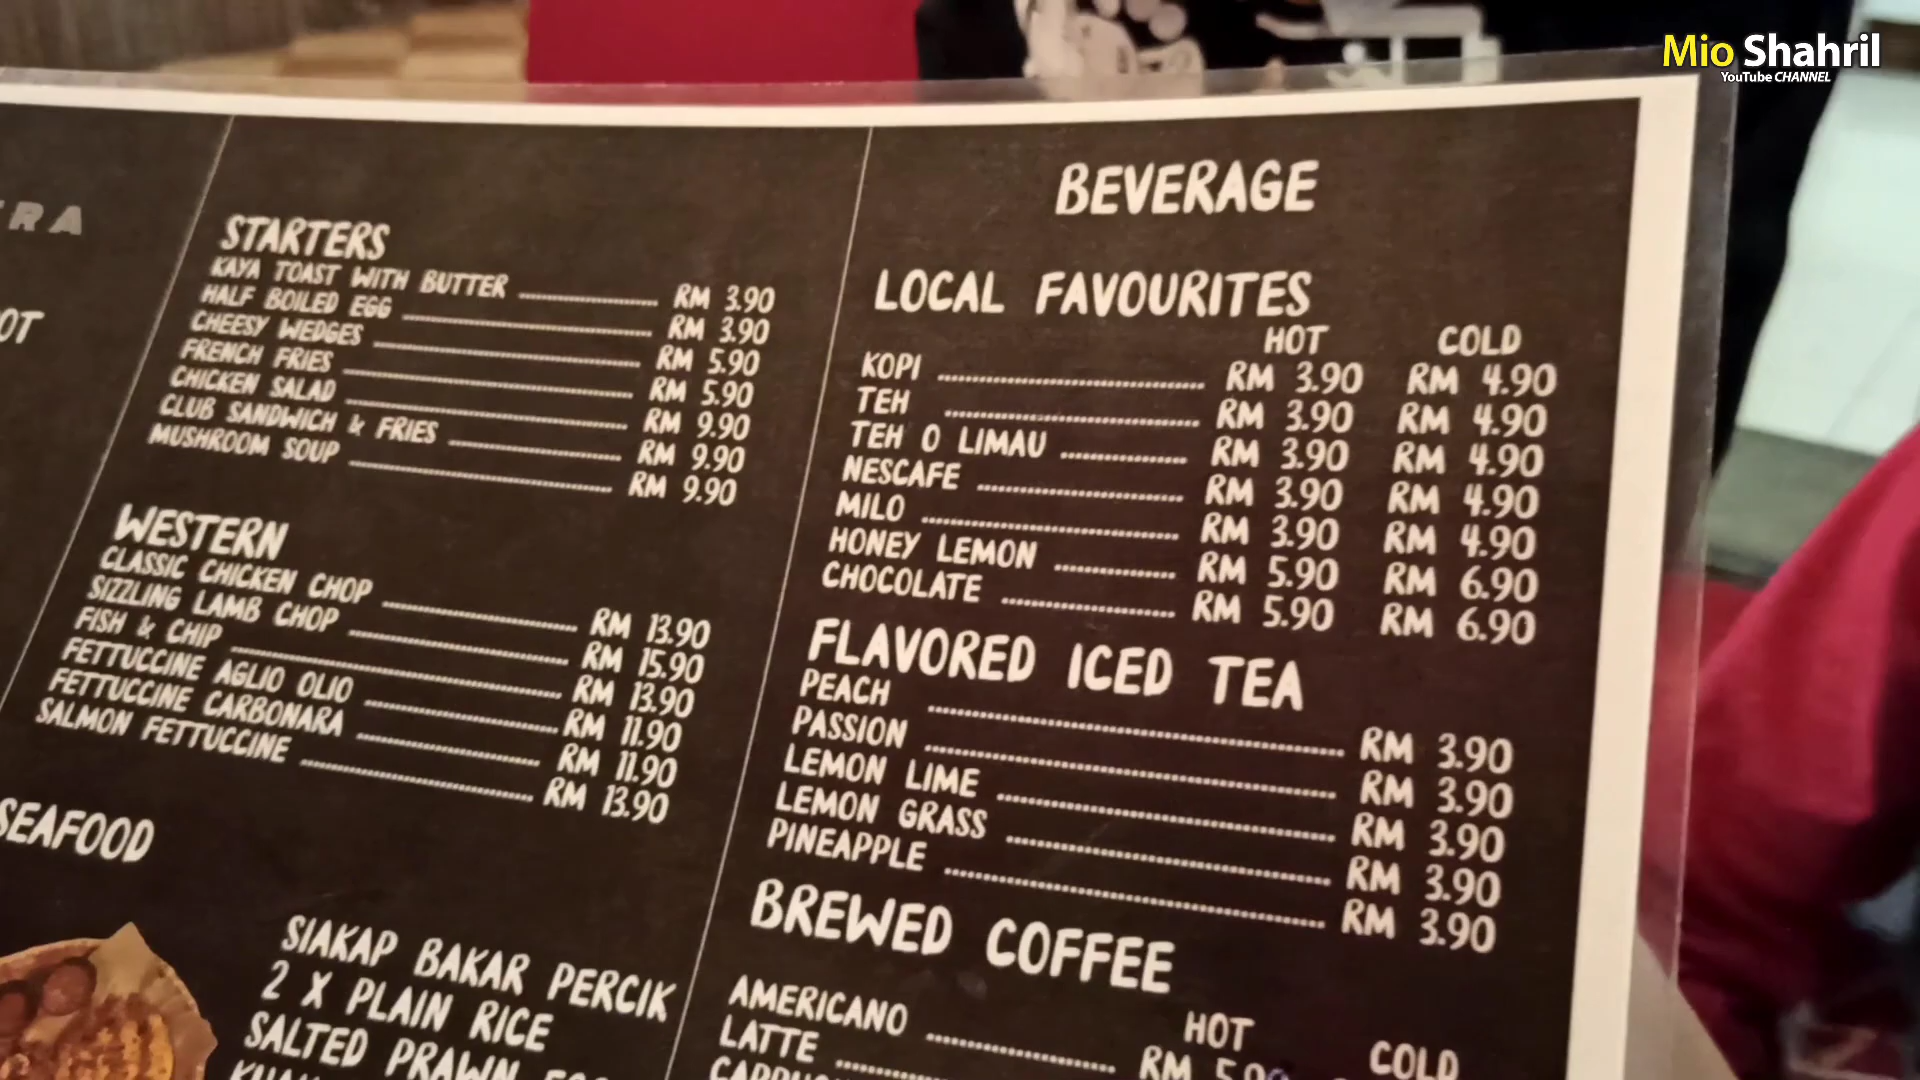 Mio Shahril
YouTube CHANNEL
RA
OT
STARTERS
KAYA TOAST WITH BUTTER RM 3.90
HALF BOILED EGG RM 3.90
CHEESY WEDGES RM 5.90
FRENCH FRIES RM 5.90
CHICKEN SALAD RM 9.90
CLUB SANDWICH & FRIES RM 9.90
MUSHROOM SOUP RM 9.90
WESTERN
CLASSIC CHICKEN CHOP RM 13.90
SIZZLING LAMB CHOP RM 15.90
FISH & CHIP RM 13.90
FETTUCCINE AGLIO OLIO RM 11.90
FETTUCCINE CARBONARA RM 11.90
SALMON FETTUCCINE RM 13.90
SEAFOOD
SIAKAP BAKAR PERCIK
2 X PLAIN RICE
SALTED PRAWN
BEVERAGE
LOCAL FAVOURITES
HOT COLD
KOPI RM 3.90 RM 4.90
TEH RM 3.90 RM 4.90
TEH O LIMAU RM 3.90 RM 4.90
NESCAFE RM 3.90 RM 4.90
MILO RM 3.90 RM 4.90
HONEY LEMON RM 5.90 RM 6.90
CHOCOLATE RM 5.90 RM 6.90
FLAVORED ICED TEA
PEACH RM 3.90
PASSION RM 3.90
LEMON LIME RM 3.90
LEMON GRASS RM 3.90
PINEAPPLE RM 3.90
BREWED COFFEE
HOT COLD
AMERICANO RM 5.90
LATTE